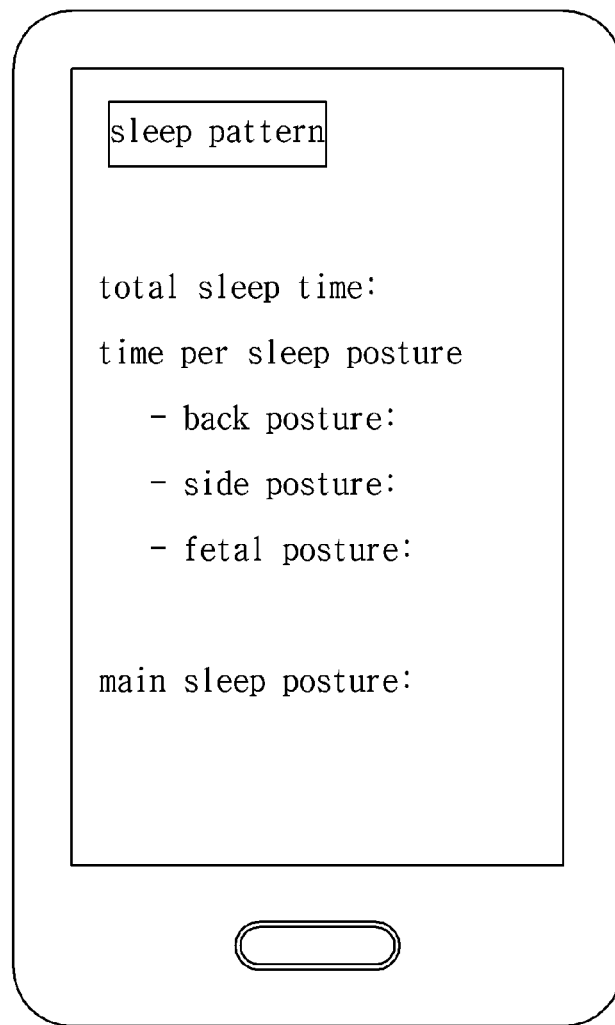 sleep pattern
total sleep time:
time per sleep posture
- back posture:
- side posture:
- fetal posture:
main sleep posture: